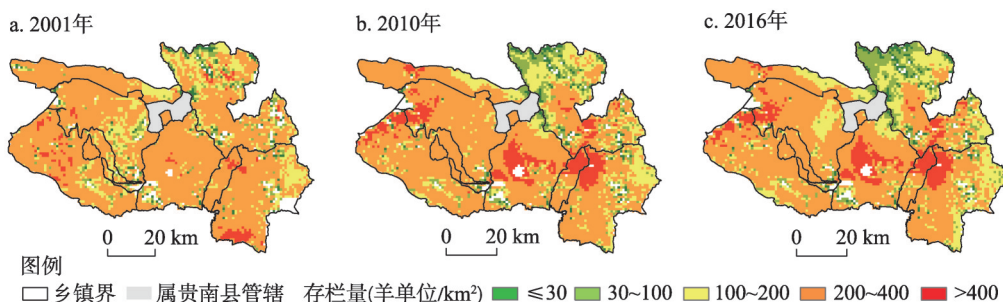 a. 2001年
b. 2010年
c. 2016年
0 20 km
0 20 km
0 20 km
图例
乡镇界 属贵南县管辖 存栏量(羊单位/km²) ≤30 30~100 100~200 200~400 >400